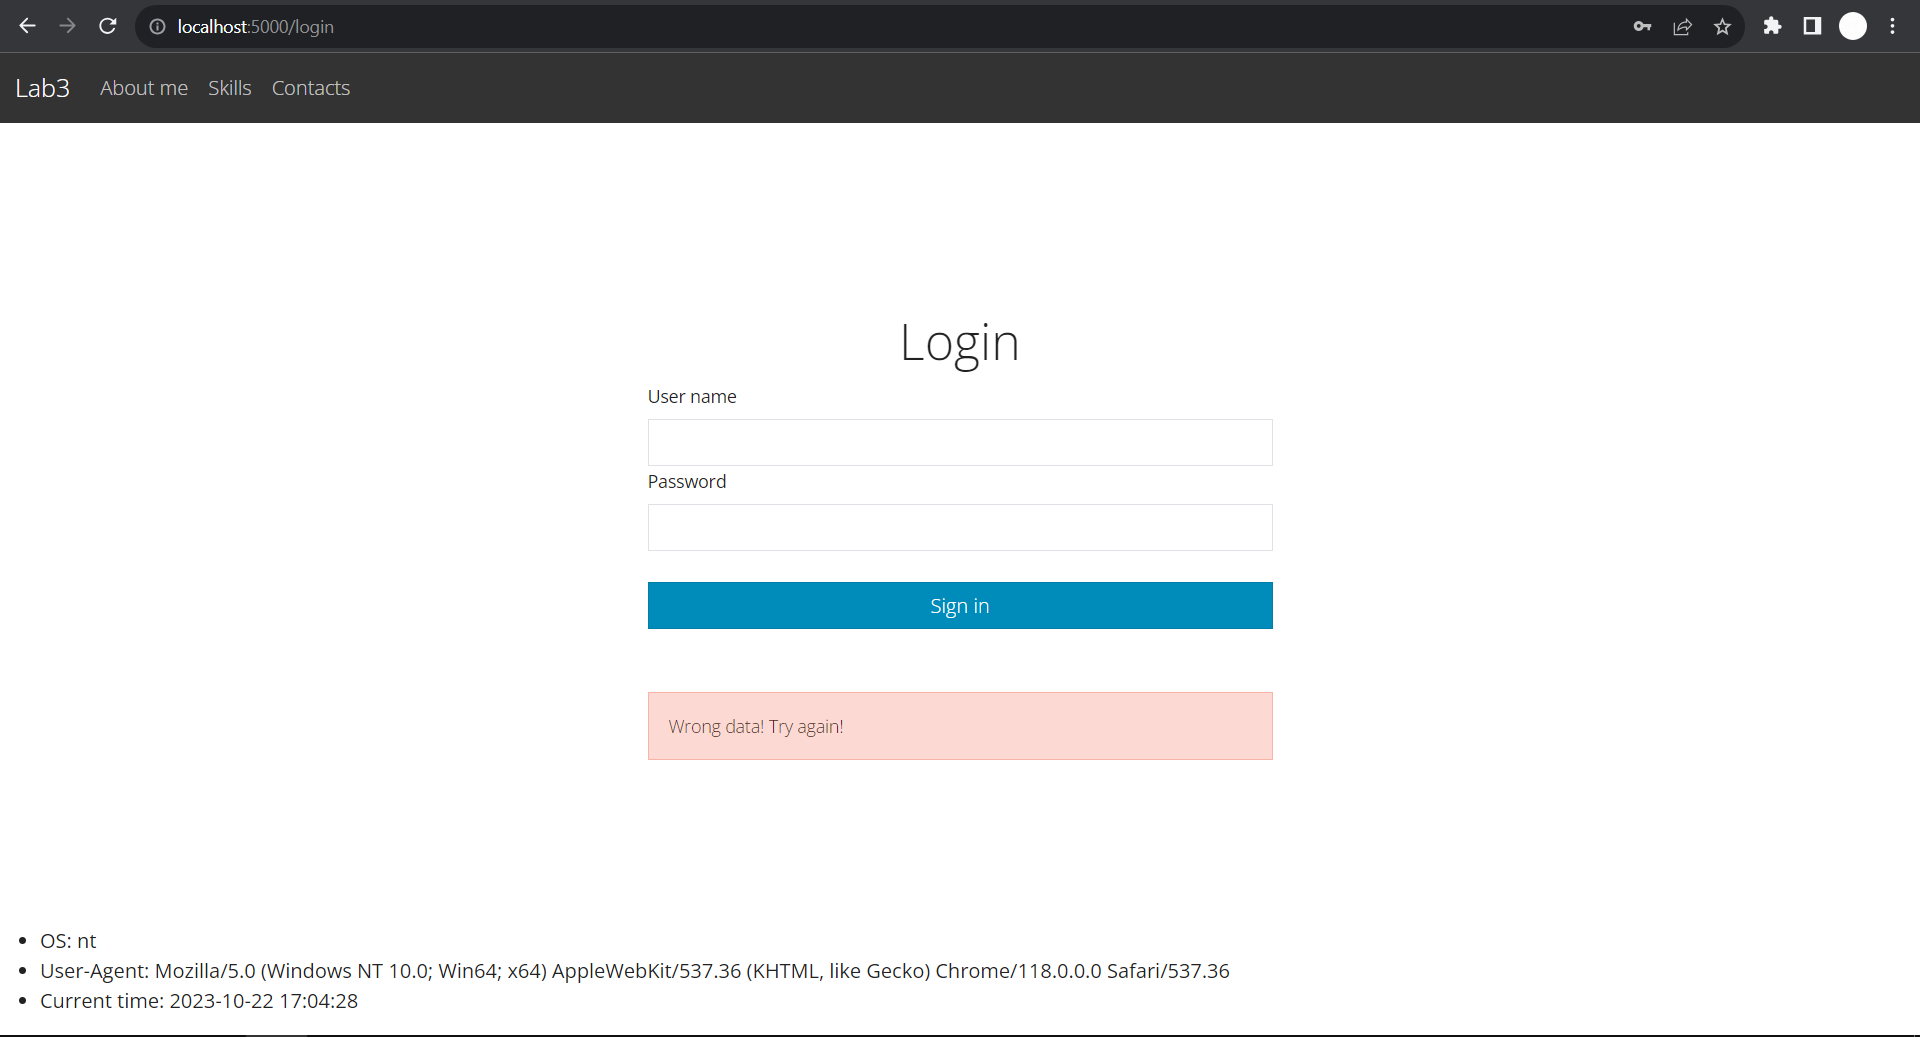 localhost:5000/login
Lab3 About me Skills Contacts
Login
User name
Password
Sign in
Wrong data! Try again!
OS: nt
User-Agent: Mozilla/5.0 (Windows NT 10.0; Win64; x64) AppleWebKit/537.36 (KHTML, like Gecko) Chrome/118.0.0.0 Safari/537.36
Current time: 2023-10-22 17:04:28